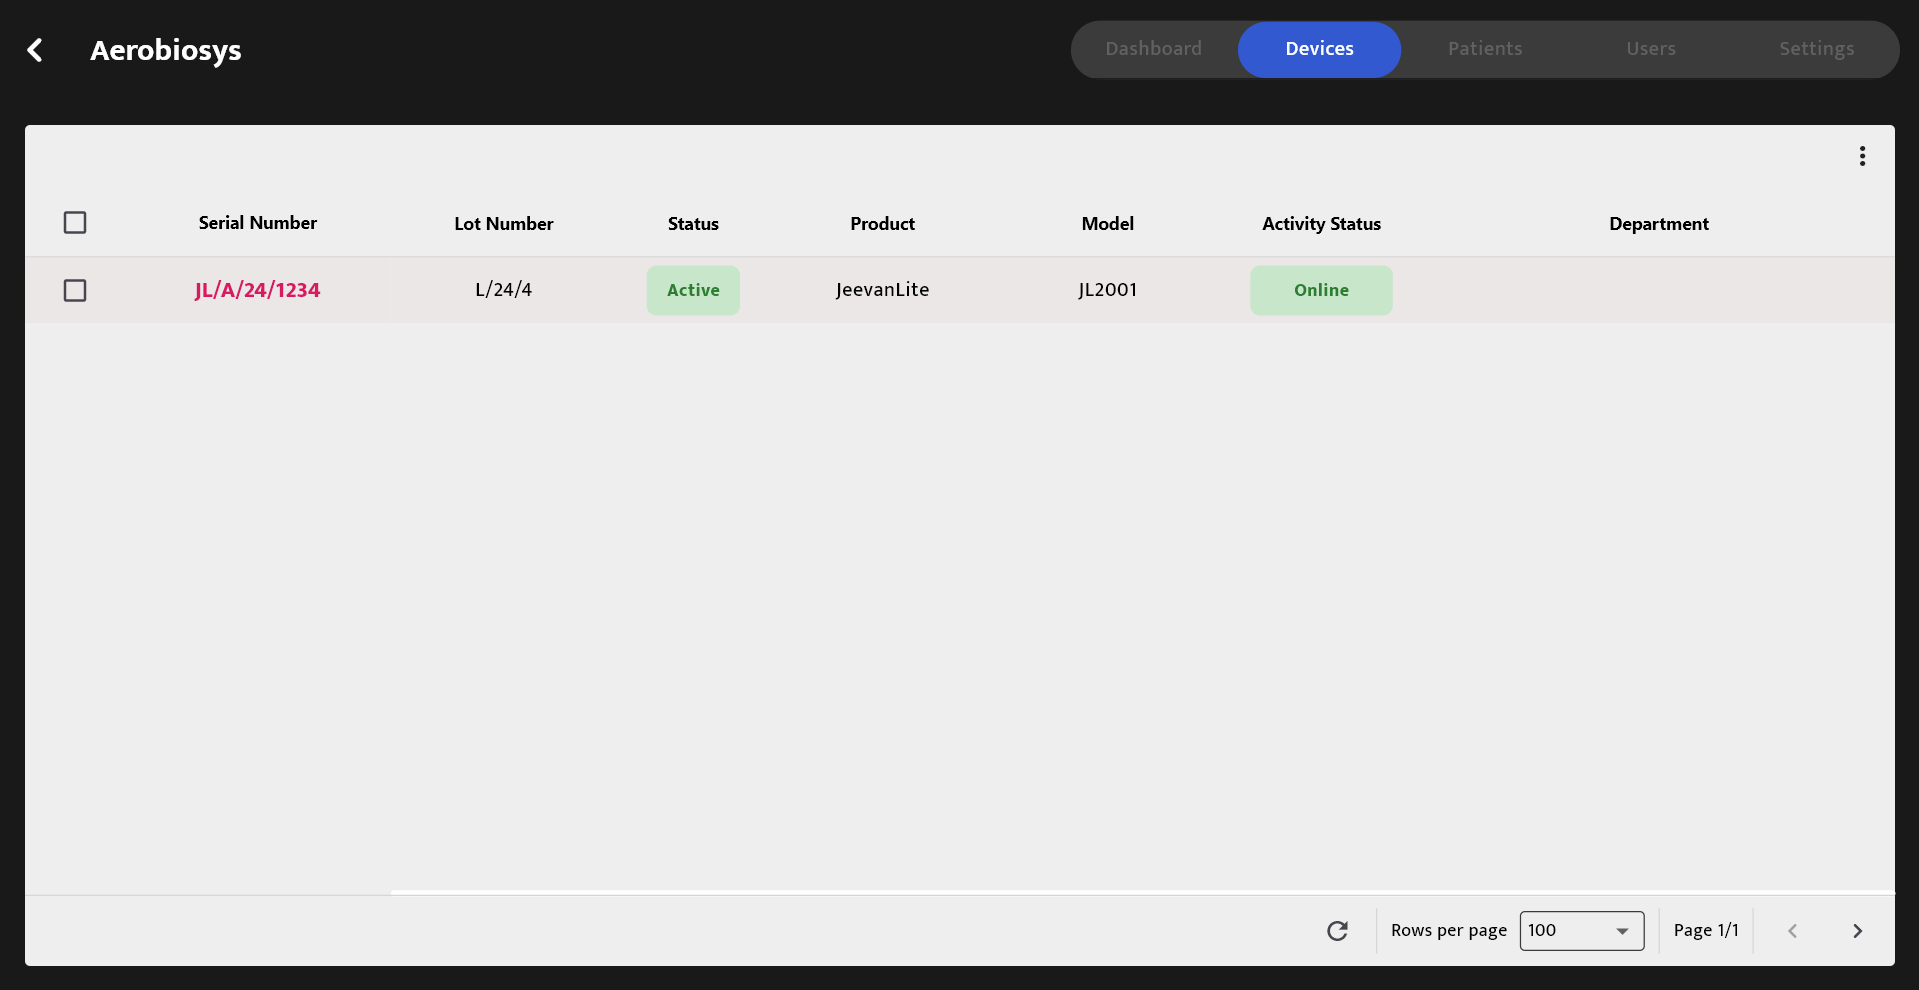 Aerobiosys
Dashboard Devices Patients Users Settings
Serial Number Lot Number Status Product Model Activity Status Department
JL/A/24/1234 L/24/4 Active JeevanLite JL2001 Online
Rows per page 100 Page 1/1